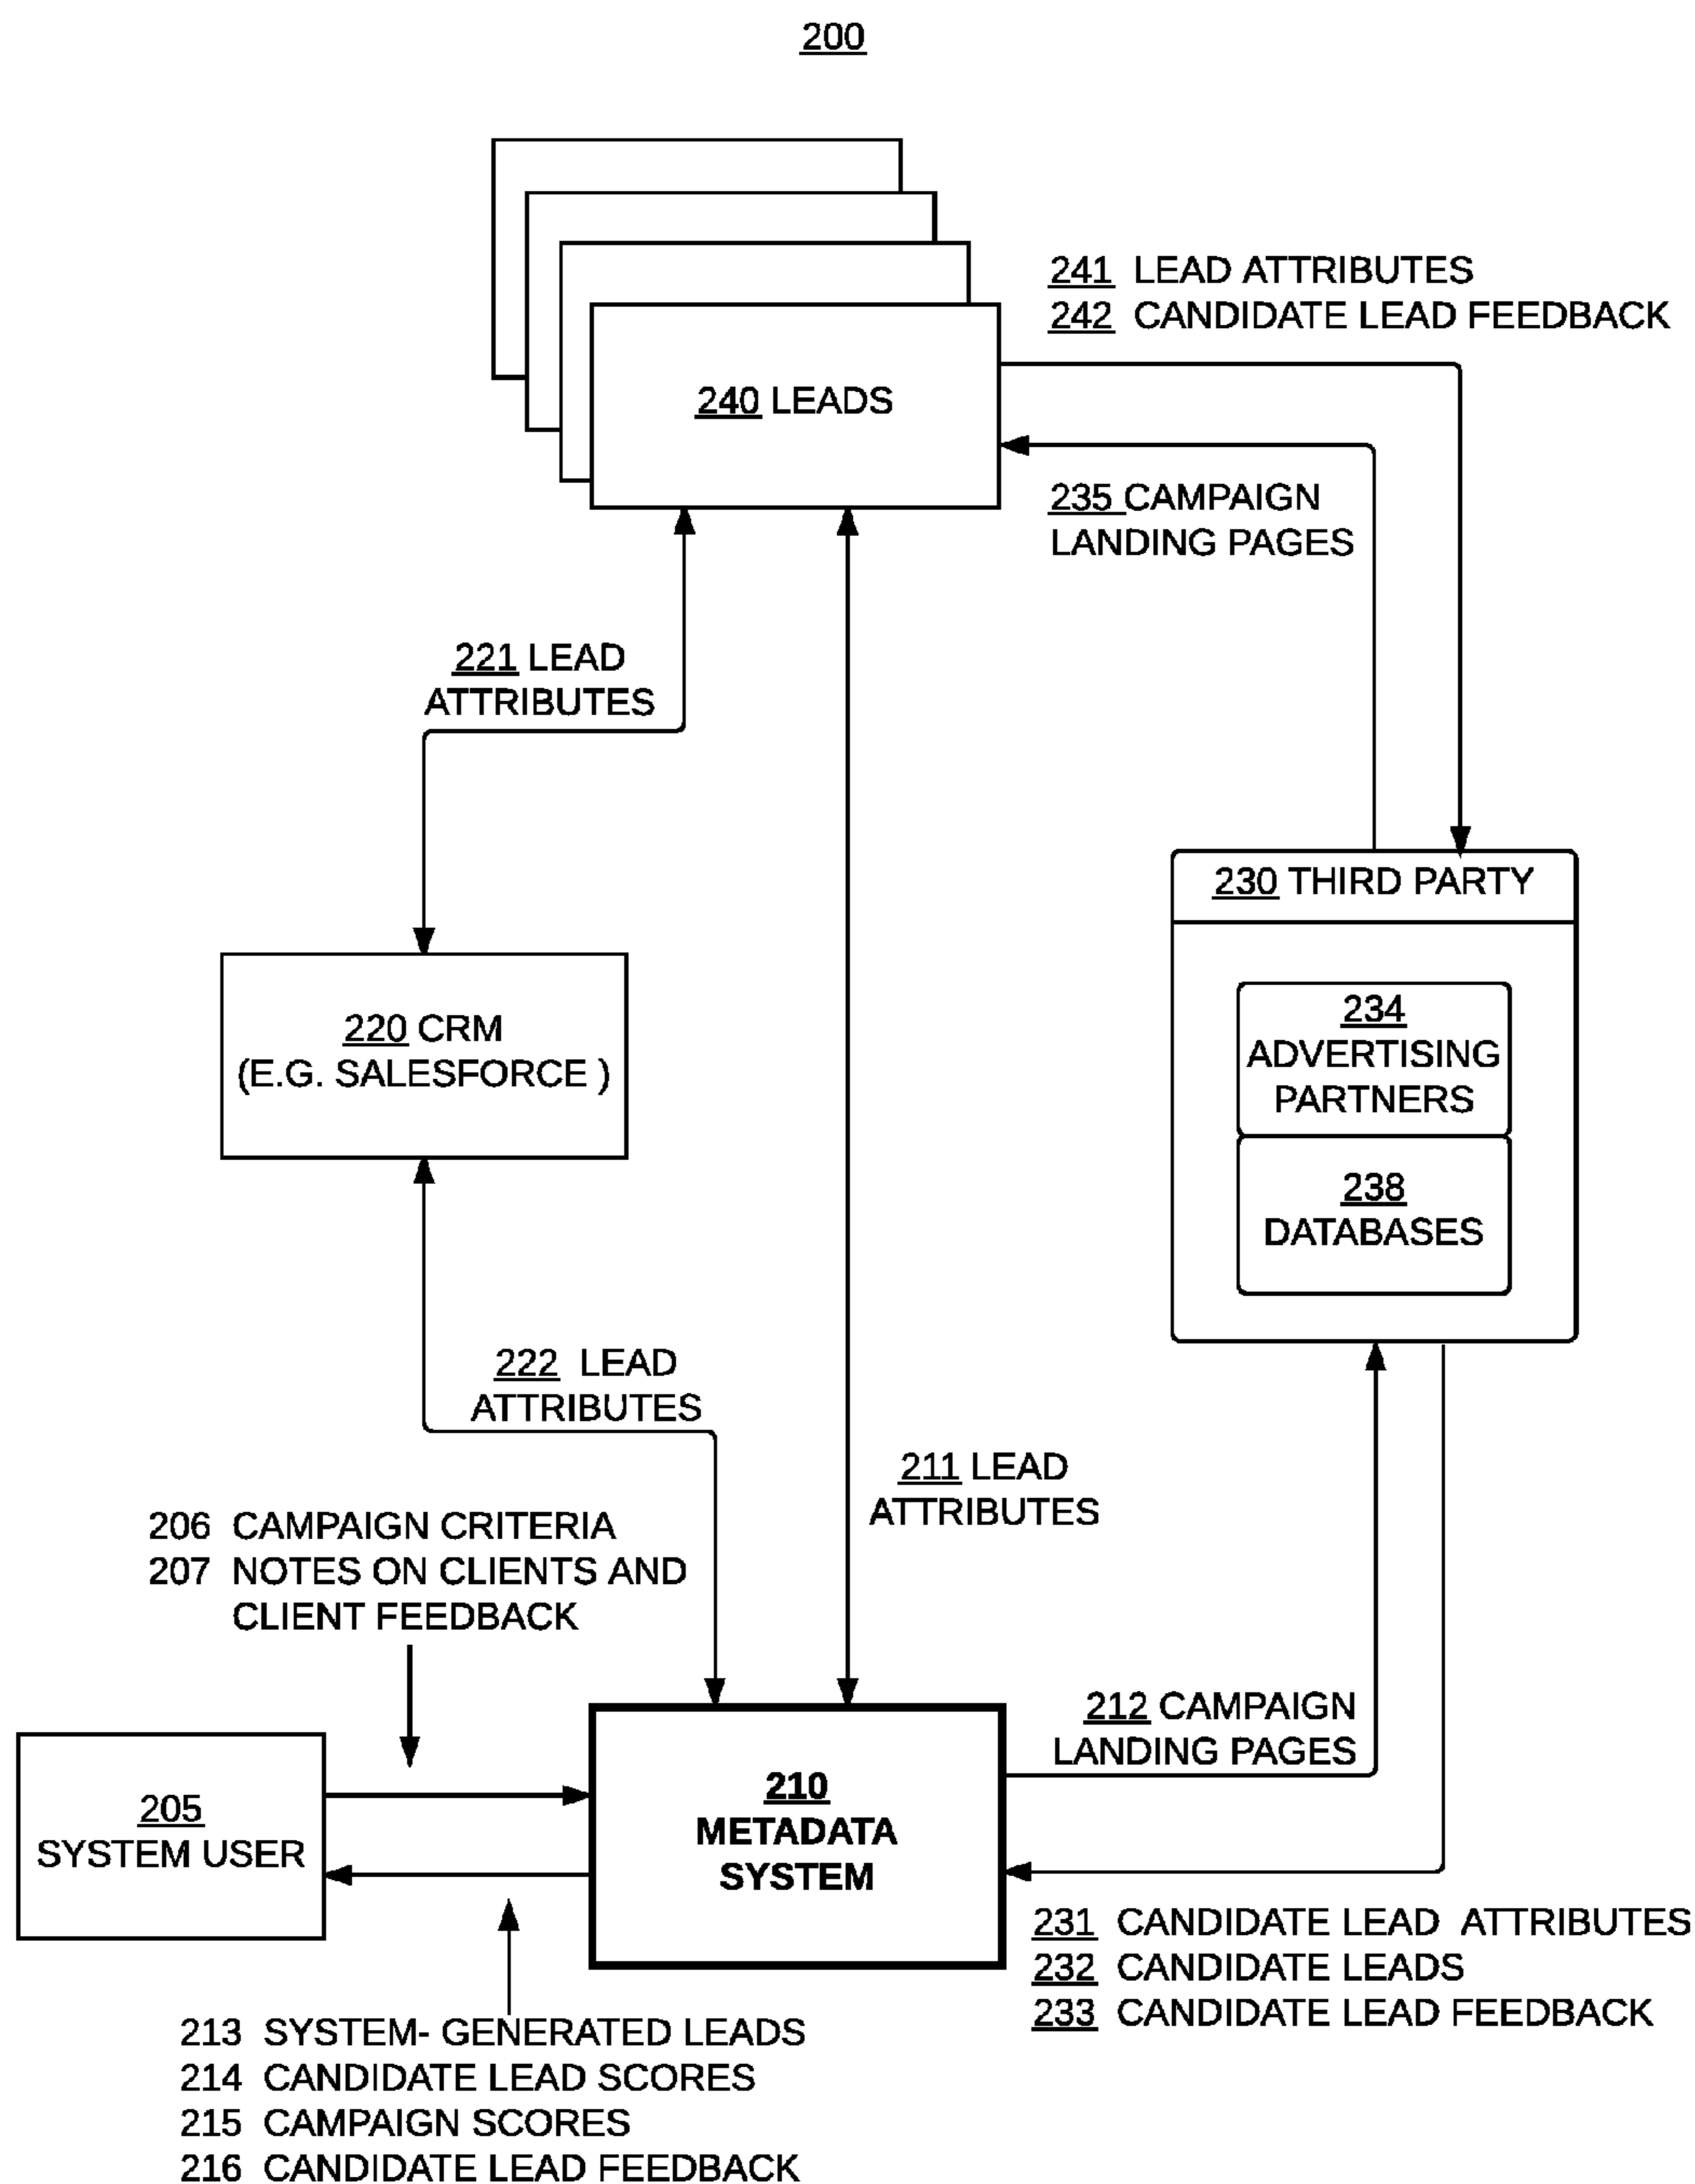 200
241 LEAD ATTRIBUTES
242 CANDIDATE LEAD FEEDBACK
240 LEADS
235 CAMPAIGN
LANDING PAGES
221 LEAD
ATTRIBUTES
230 THIRD PARTY
234
ADVERTISING
PARTNERS
238
DATABASES
220 CRM
(E.G. SALESFORCE )
222 LEAD
ATTRIBUTES
211 LEAD
ATTRIBUTES
206 CAMPAIGN CRITERIA
207 NOTES ON CLIENTS AND
CLIENT FEEDBACK
212 CAMPAIGN
LANDING PAGES
205
SYSTEM USER
210
METADATA
SYSTEM
231 CANDIDATE LEAD ATTRIBUTES
232 CANDIDATE LEADS
233 CANDIDATE LEAD FEEDBACK
213 SYSTEM- GENERATED LEADS
214 CANDIDATE LEAD SCORES
215 CAMPAIGN SCORES
216 CANDIDATE LEAD FEEDBACK